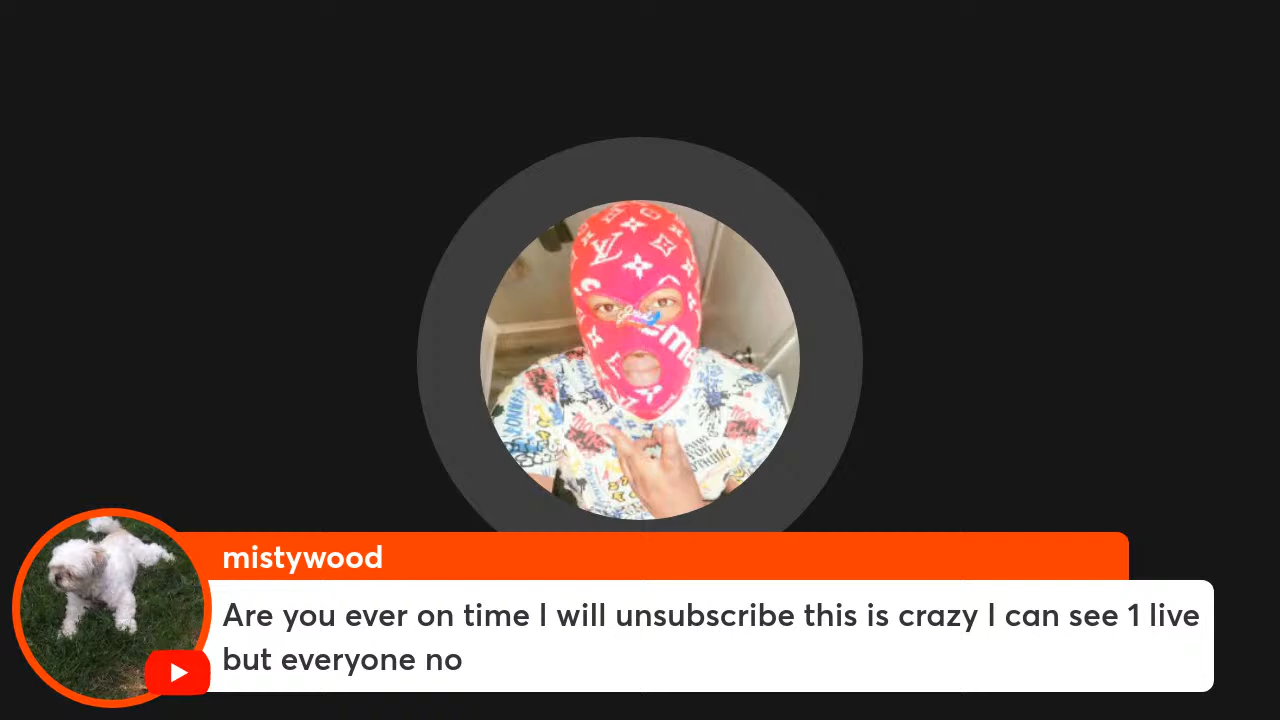 mistywood
Are you ever on time I will unsubscribe this is crazy I can see 1 live
but everyone no